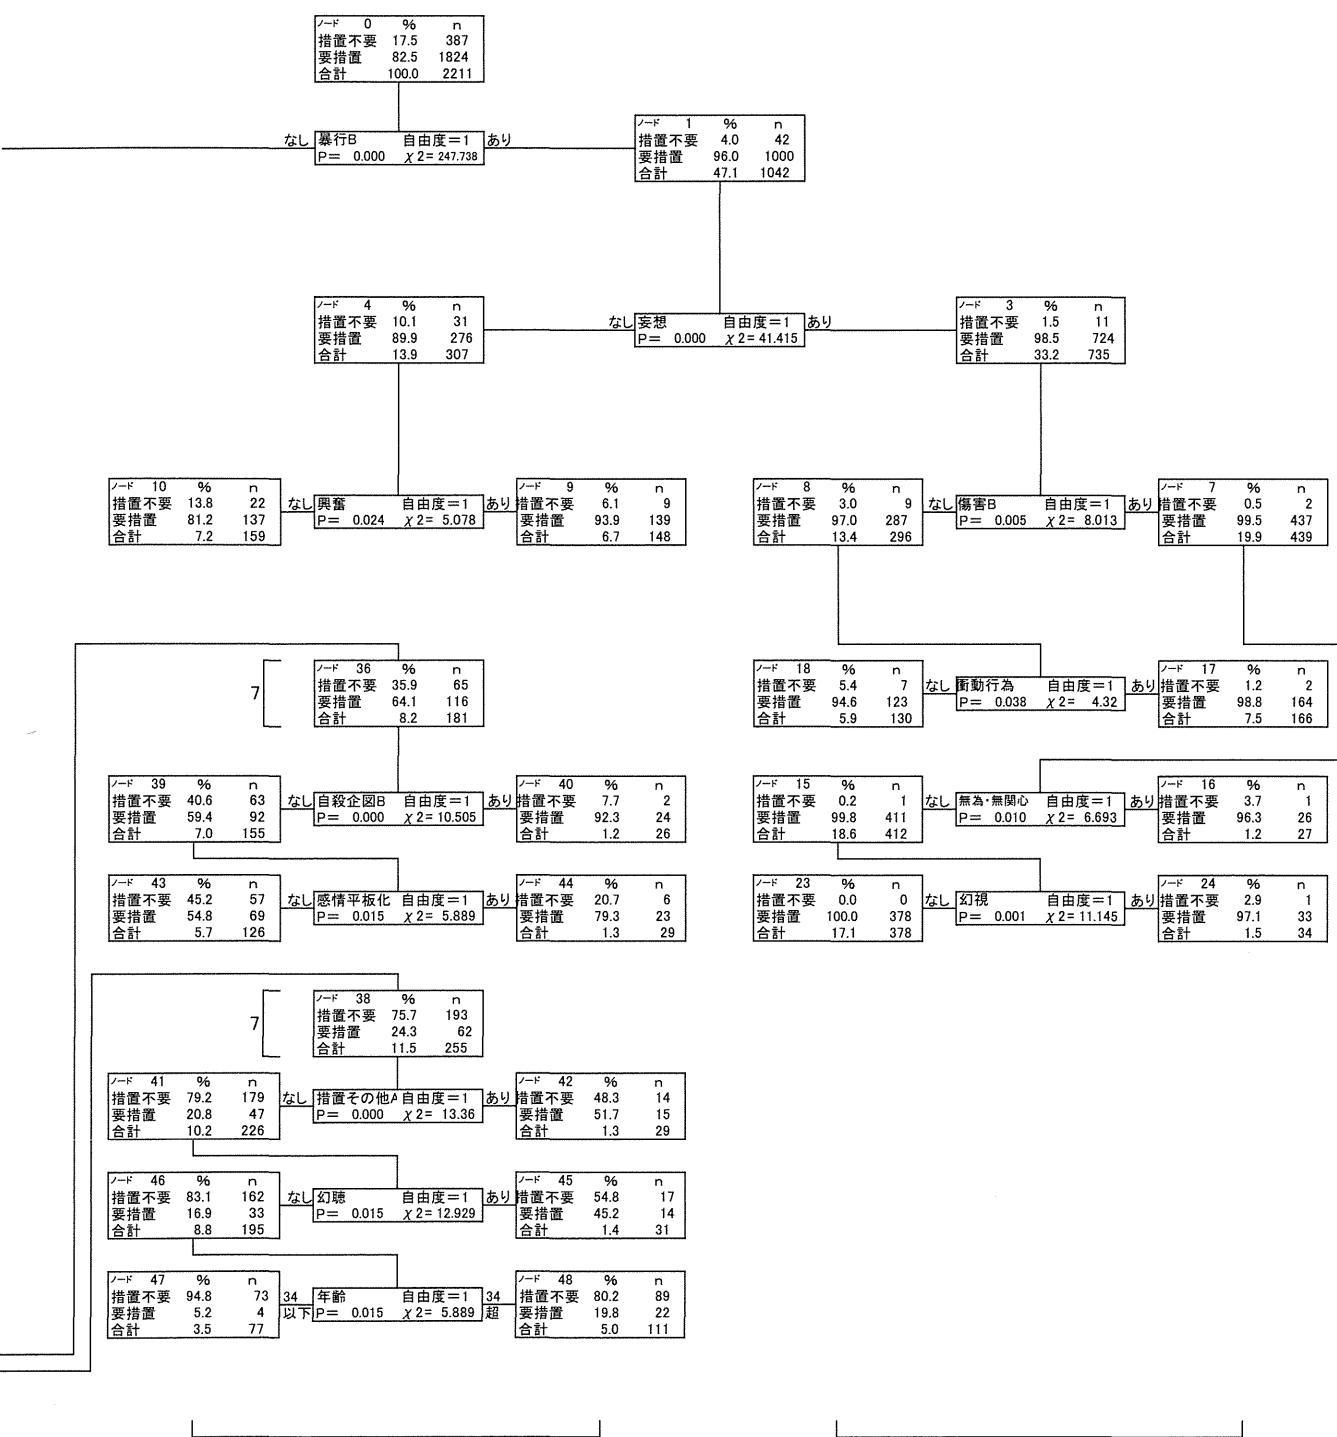 ノード 0 % n
措置不要 17.5 387
要措置 82.5 1824
合計 100.0 2211
なし 暴行B 自由度＝1 あり
P＝ 0.000 χ2＝ 247.738
ノード 1 % n
措置不要 4.0 42
要措置 96.0 1000
合計 47.1 1042
ノード 4 % n
措置不要 10.1 31
要措置 89.9 276
合計 13.9 307
なし 妄想 自由度＝1 あり
P＝ 0.000 χ2＝41.415
ノード 3 % n
措置不要 1.5 11
要措置 98.5 724
合計 33.2 735
ノード 10 % n
措置不要 13.8 22
要措置 81.2 137
合計 7.2 159
なし 興奮 自由度＝1 あり
P＝ 0.024 χ2＝ 5.078
ノード 9 % n
措置不要 6.1 9
要措置 93.9 139
合計 6.7 148
ノード 8 % n
措置不要 3.0 9
要措置 97.0 287
合計 13.4 296
なし 傷害B 自由度＝1 あり
P＝ 0.005 χ2＝ 8.013
ノード 7 % n
措置不要 0.5 2
要措置 99.5 437
合計 19.9 439
7
ノード 36 % n
措置不要 35.9 65
要措置 64.1 116
合計 8.2 181
ノード 18 % n
措置不要 5.4 7
要措置 94.6 123
合計 5.9 130
なし 衝動行為 自由度＝1 あり
P＝ 0.038 χ2＝ 4.32
ノード 17 % n
措置不要 1.2 2
要措置 98.8 164
合計 7.5 166
ノード 39 % n
措置不要 40.6 63
要措置 59.4 92
合計 7.0 155
なし 自殺企図B 自由度＝1 あり
P＝ 0.000 χ2＝10.505
ノード 40 % n
措置不要 7.7 2
要措置 92.3 24
合計 1.2 26
ノード 15 % n
措置不要 0.2 1
要措置 99.8 411
合計 18.6 412
なし 無為・無関心 自由度＝1 あり
P＝ 0.010 χ2＝ 6.693
ノード 16 % n
措置不要 3.7 1
要措置 96.3 26
合計 1.2 27
ノード 43 % n
措置不要 45.2 57
要措置 54.8 69
合計 5.7 126
なし 感情平板化 自由度＝1 あり
P＝ 0.015 χ2＝ 5.889
ノード 44 % n
措置不要 20.7 6
要措置 79.3 23
合計 1.3 29
ノード 23 % n
措置不要 0.0 0
要措置 100.0 378
合計 17.1 378
なし 幻視 自由度＝1 あり
P＝ 0.001 χ2＝11.145
ノード 24 % n
措置不要 2.9 1
要措置 97.1 33
合計 1.5 34
7
ノード 38 % n
措置不要 75.7 193
要措置 24.3 62
合計 11.5 255
ノード 41 % n
措置不要 79.2 179
要措置 20.8 47
合計 10.2 226
なし 措置その他A 自由度＝1 あり
P＝ 0.000 χ2＝ 13.36
ノード 42 % n
措置不要 48.3 14
要措置 51.7 15
合計 1.3 29
ノード 46 % n
措置不要 83.1 162
要措置 16.9 33
合計 8.8 195
なし 幻聴 自由度＝1 あり
P＝ 0.015 χ2＝12.929
ノード 45 % n
措置不要 54.8 17
要措置 45.2 14
合計 1.4 31
ノード 47 % n
措置不要 94.8 73
要措置 5.2 4
合計 3.5 77
34 年齢 自由度＝1 34
以下 P＝ 0.015 χ2＝ 5.889 超
ノード 48 % n
措置不要 80.2 89
要措置 19.8 22
合計 5.0 111